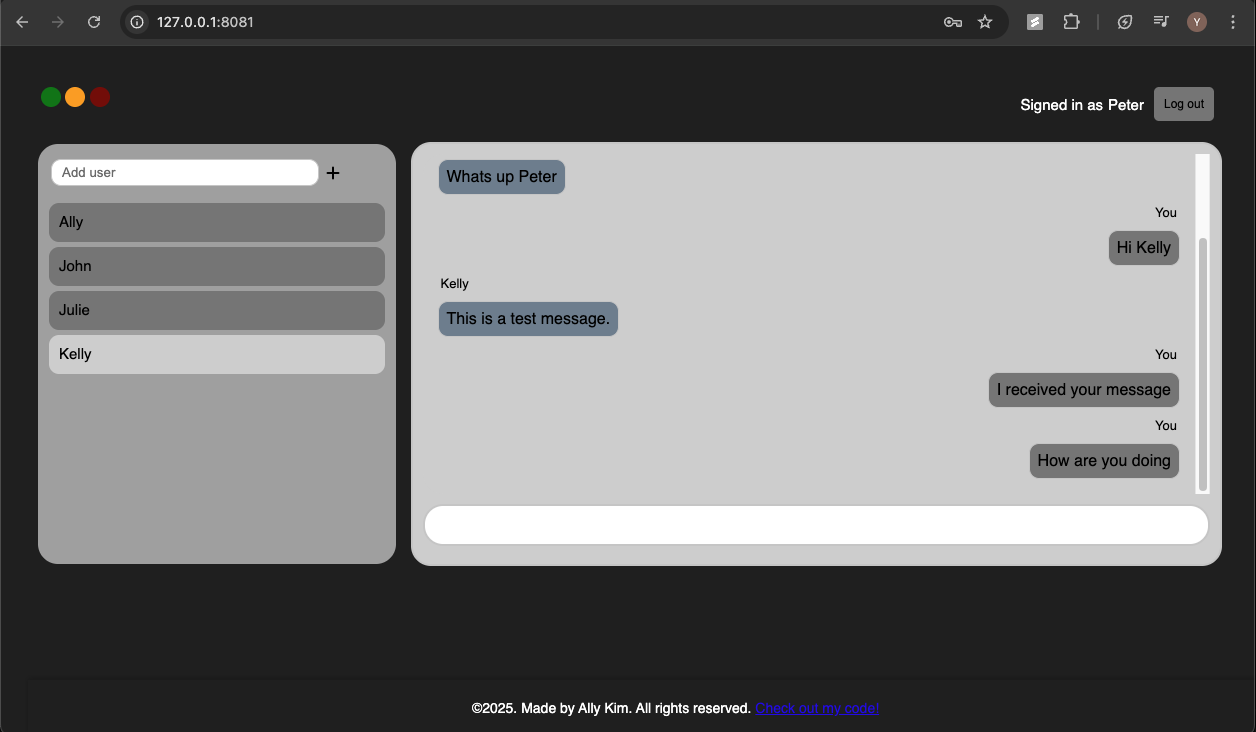 127.0.0.1:8081
Y
Signed in as Peter
Log out
Add user
+
Ally
John
Julie
Kelly
Whats up Peter
You
Hi Kelly
Kelly
This is a test message.
You
I received your message
You
How are you doing
©2025. Made by Ally Kim. All rights reserved. Check out my code!